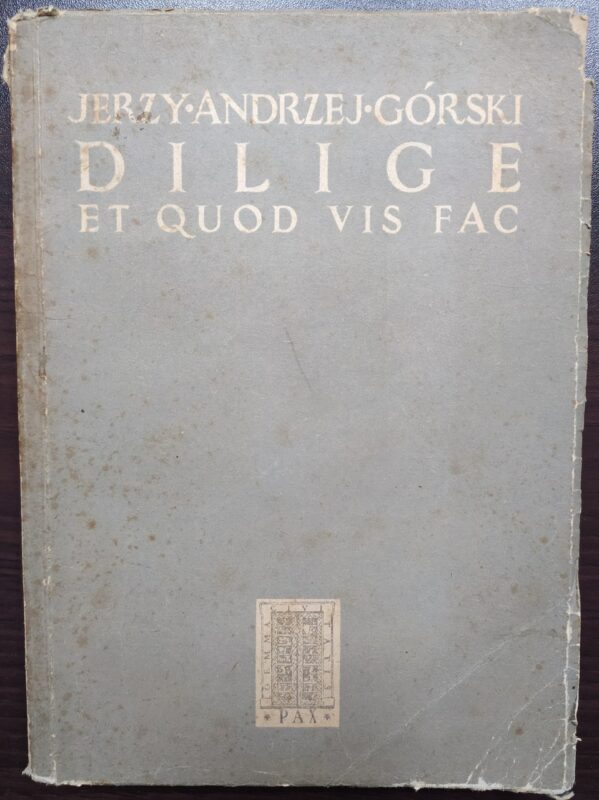 JERZY·ANDRZEJ·GÓRSKI
DILIGE
ET QUOD VIS FAC
PAX